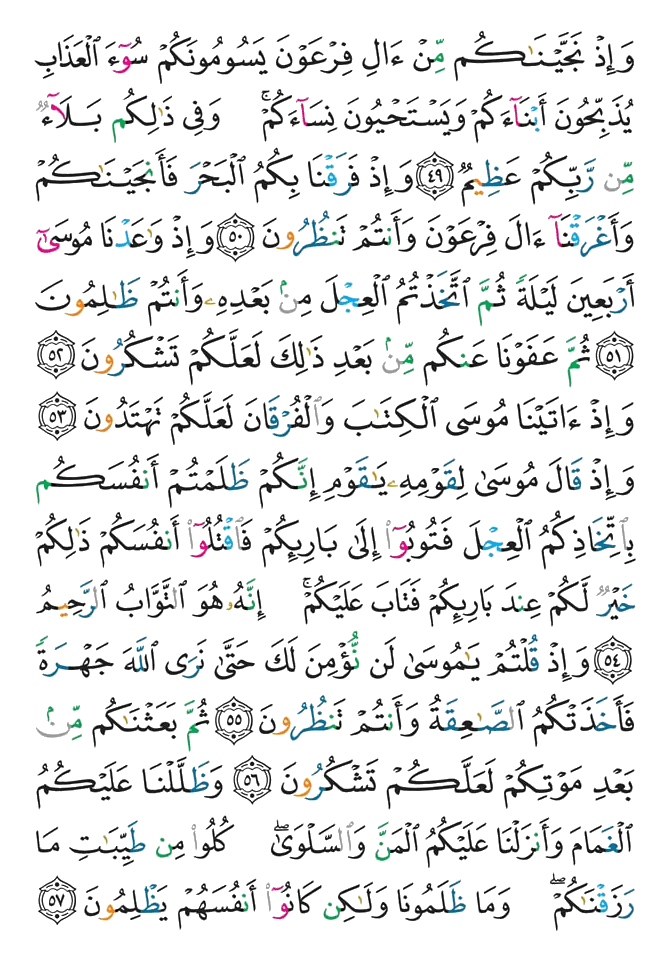 وَإِذْ نَجَّيْنَـٰكُم مِّنْ ءَالِ فِرْعَوْنَ يَسُومُونَكُمْ سُوٓءَ ٱلْعَذَابِ
يُذَبِّحُونَ أَبْنَآءَكُمْ وَيَسْتَحْيُونَ نِسَآءَكُمْ ۚ وَفِى ذَٰلِكُم بَلَآءٌ
مِّن رَّبِّكُمْ عَظِيمٌ ٤٩ وَإِذْ فَرَقْنَا بِكُمُ ٱلْبَحْرَ فَأَنجَيْنَـٰكُمْ
وَأَغْرَقْنَآ ءَالَ فِرْعَوْنَ وَأَنتُمْ تَنظُرُونَ ٥٠ وَإِذْ وَٰعَدْنَا مُوسَىٰٓ
أَرْبَعِينَ لَيْلَةً ثُمَّ ٱتَّخَذْتُمُ ٱلْعِجْلَ مِنۢ بَعْدِهِۦ وَأَنتُمْ ظَـٰلِمُونَ
٥١ ثُمَّ عَفَوْنَا عَنكُم مِّنۢ بَعْدِ ذَٰلِكَ لَعَلَّكُمْ تَشْكُرُونَ ٥٢
وَإِذْ ءَاتَيْنَا مُوسَى ٱلْكِتَـٰبَ وَٱلْفُرْقَانَ لَعَلَّكُمْ تَهْتَدُونَ ٥٣
وَإِذْ قَالَ مُوسَىٰ لِقَوْمِهِۦ يَـٰقَوْمِ إِنَّكُمْ ظَلَمْتُمْ أَنفُسَكُم
بِٱتِّخَاذِكُمُ ٱلْعِجْلَ فَتُوبُوٓا۟ إِلَىٰ بَارِئِكُمْ فَٱقْتُلُوٓا۟ أَنفُسَكُمْ ذَٰلِكُمْ
خَيْرٌ لَّكُمْ عِندَ بَارِئِكُمْ فَتَابَ عَلَيْكُمْ ۚ إِنَّهُۥ هُوَ ٱلتَّوَّابُ ٱلرَّحِيمُ
٥٤ وَإِذْ قُلْتُمْ يَـٰمُوسَىٰ لَن نُّؤْمِنَ لَكَ حَتَّىٰ نَرَى ٱللَّهَ جَهْرَةً
فَأَخَذَتْكُمُ ٱلصَّـٰعِقَةُ وَأَنتُمْ تَنظُرُونَ ٥٥ ثُمَّ بَعَثْنَـٰكُم مِّنۢ
بَعْدِ مَوْتِكُمْ لَعَلَّكُمْ تَشْكُرُونَ ٥٦ وَظَلَّلْنَا عَلَيْكُمُ
ٱلْغَمَامَ وَأَنزَلْنَا عَلَيْكُمُ ٱلْمَنَّ وَٱلسَّلْوَىٰ ۖ كُلُوا۟ مِن طَيِّبَـٰتِ مَا
رَزَقْنَـٰكُمْ ۖ وَمَا ظَلَمُونَا وَلَـٰكِن كَانُوٓا۟ أَنفُسَهُمْ يَظْلِمُونَ ٥٧